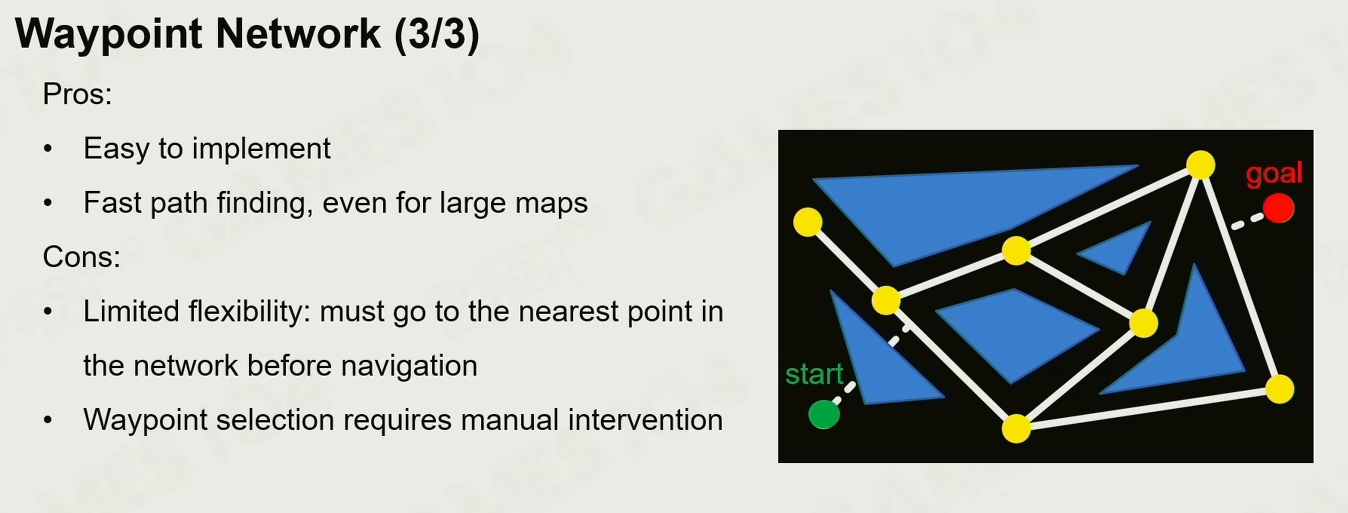 Waypoint Network (3/3)
Pros:
• Easy to implement
• Fast path finding, even for large maps
Cons:
• Limited flexibility: must go to the nearest point in
the network before navigation
• Waypoint selection requires manual intervention
goal
start
GAMES104